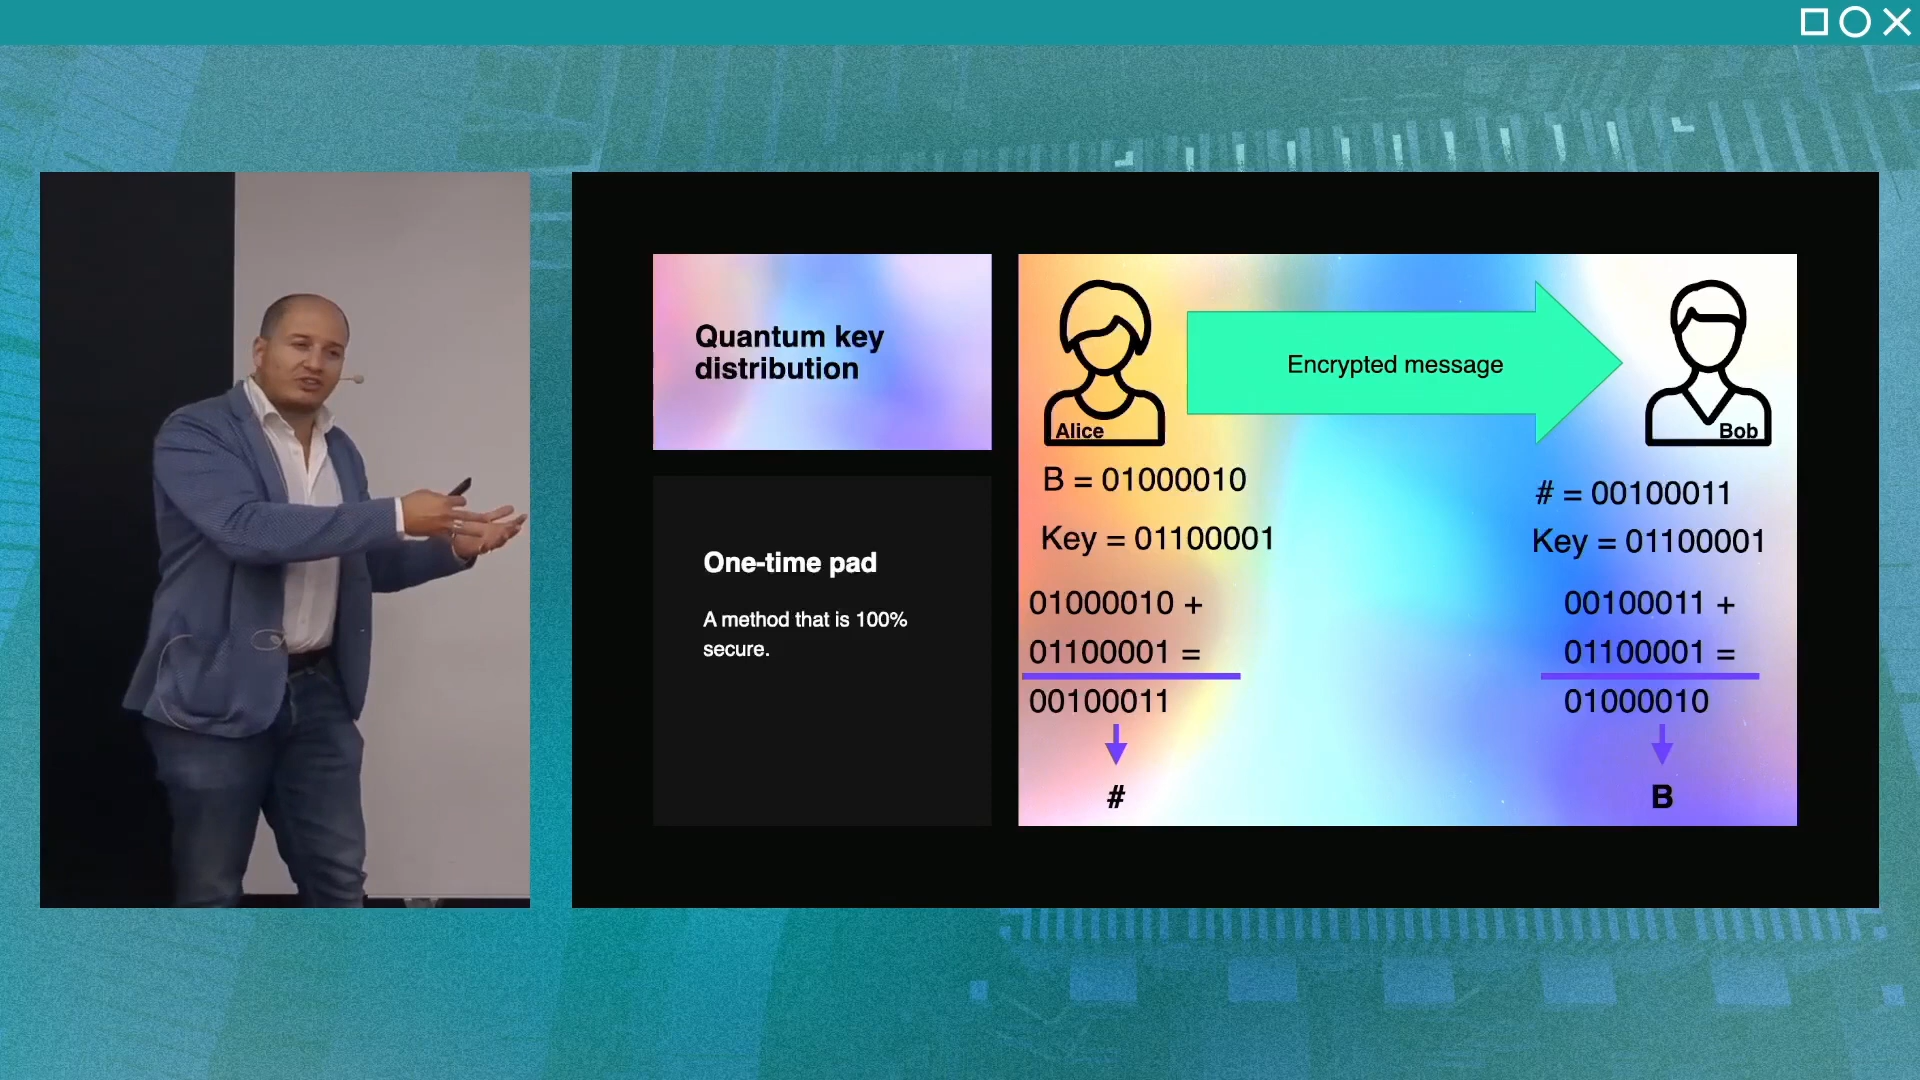 Quantum key
distribution
One-time pad
A method that is 100%
secure.
Encrypted message
Alice
Bob
B = 01000010
Key = 01100001
01000010 +
01100001 =
00100011
#
# = 00100011
Key = 01100001
00100011 +
01100001 =
01000010
B